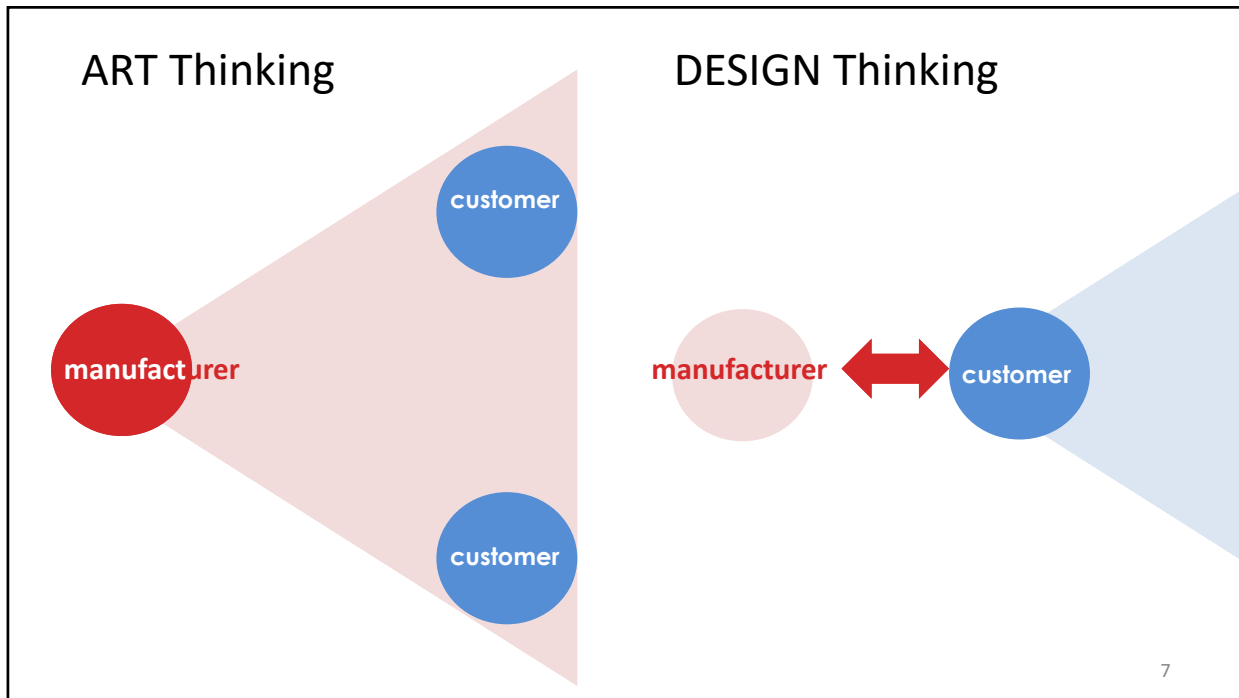 ART Thinking
customer
manufacturer
customer
DESIGN Thinking
manufacturer
customer
7